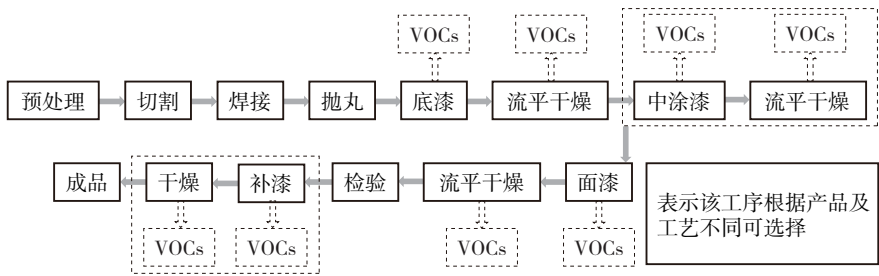 VOCs
VOCs
VOCs
VOCs
预处理
切割
焊接
抛丸
底漆
流平干燥
中涂漆
流平干燥
成品
干燥
补漆
检验
流平干燥
面漆
表示该工序根据产品及
工艺不同可选择
VOCs
VOCs
VOCs
VOCs